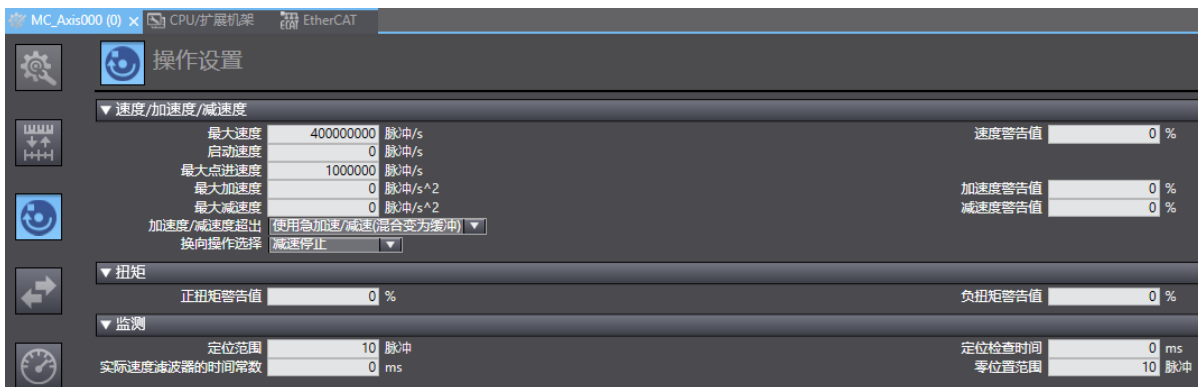 MC_Axis000 (0) × CPU/扩展机架 EtherCAT
操作设置
▼速度/加速度/减速度
最大速度 400000000 脉冲/s 速度警告值 0 %
启动速度 0 脉冲/s
最大点进速度 1000000 脉冲/s
最大加速度 0 脉冲/s^2 加速度警告值 0 %
最大减速度 0 脉冲/s^2 减速度警告值 0 %
加速度/减速度超出 使用急加速/减速(混合变为缓冲) ▼
换向操作选择 减速停止 ▼
▼扭矩
正扭矩警告值 0 % 负扭矩警告值 0 %
▼监测
定位范围 10 脉冲 定位检查时间 0 ms
实际速度滤波器的时间常数 0 ms 零位置范围 10 脉冲